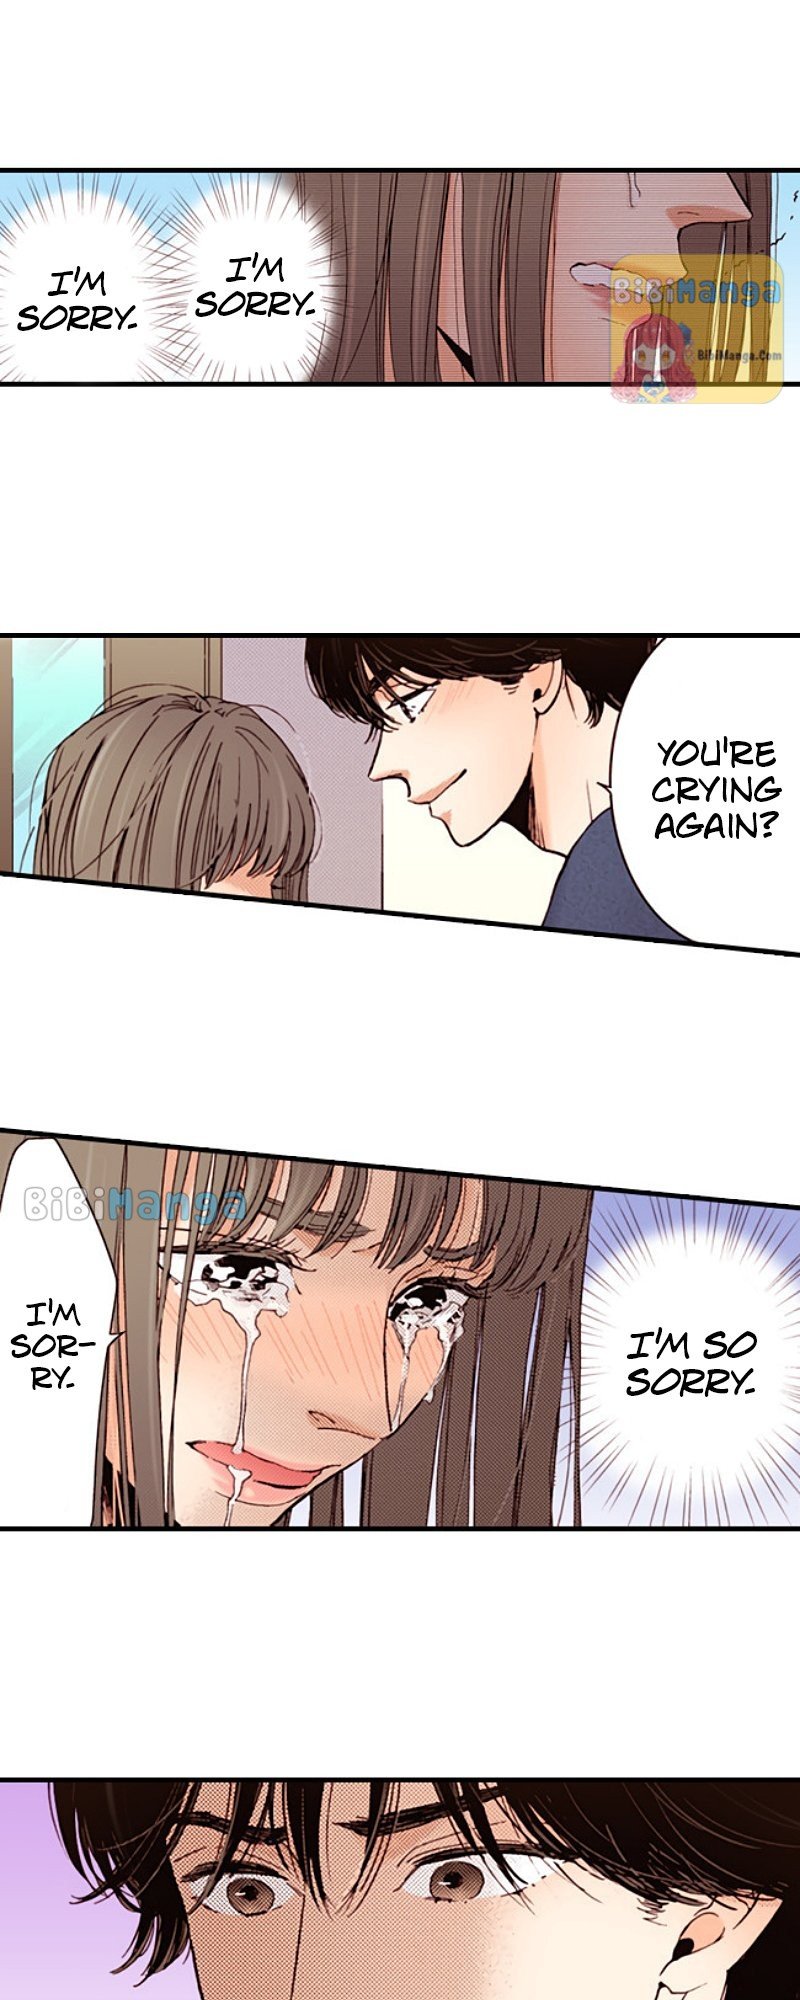 I'M
SORRY.
I'M
SORRY.
BiBiManga
BibiManga.Com
YOU'RE
CRYING
AGAIN?
BiBiManga
I'M
SOR-
RY.
I'M SO
SORRY.